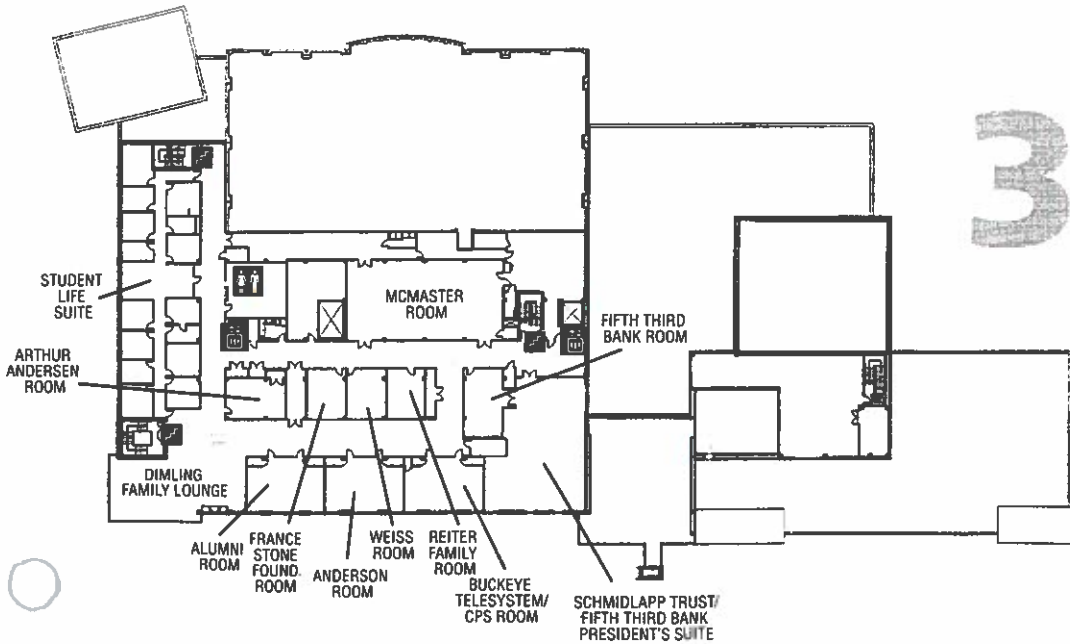 3
MCMASTER
ROOM
STUDENT
LIFE
SUITE
FIFTH THIRD
BANK ROOM
ARTHUR
ANDERSEN
ROOM
DIMLING
FAMILY LOUNGE
ALUMNI
ROOM
FRANCE
STONE
FOUND.
ROOM
ANDERSON
ROOM
WEISS
ROOM
REITER
FAMILY
ROOM
BUCKEYE
TELESYSTEM/
CPS ROOM
SCHMIDLAPP TRUST/
FIFTH THIRD BANK
PRESIDENT'S SUITE